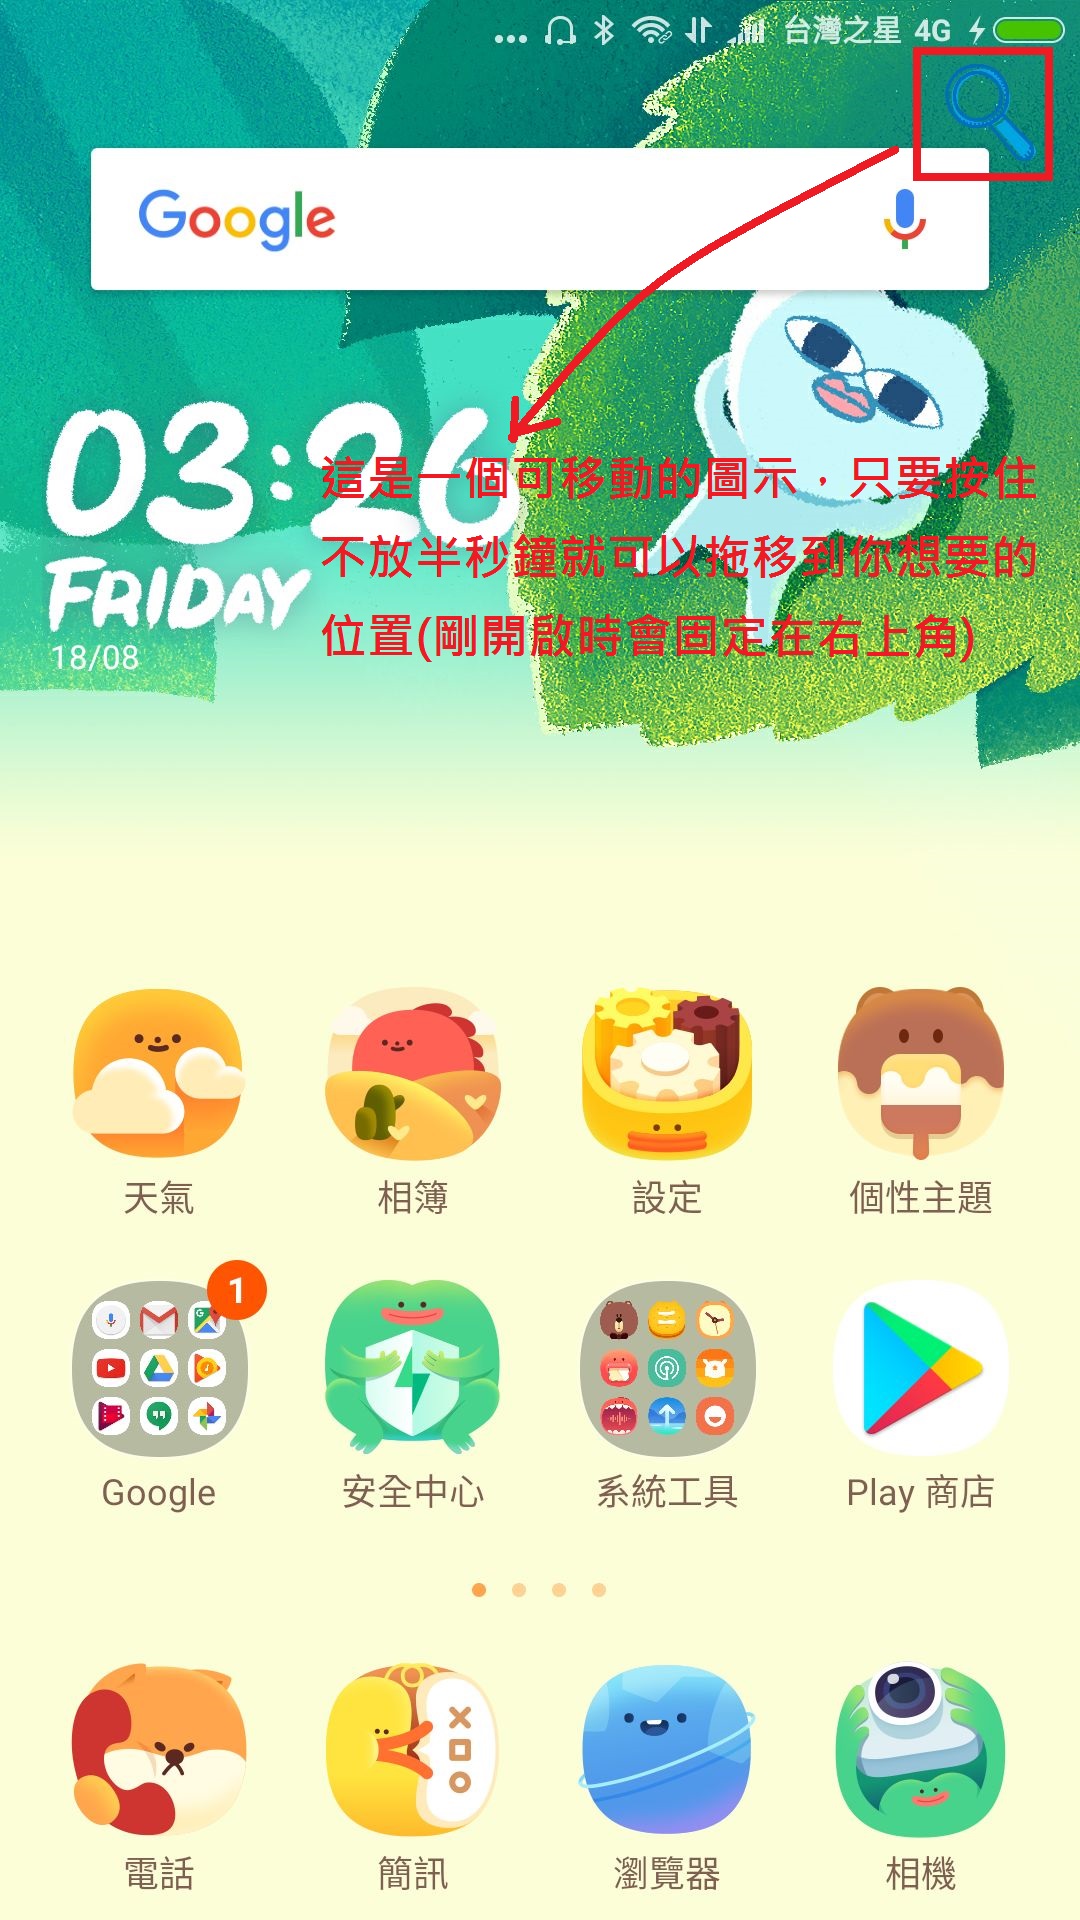 台灣之星 4G
Google
03:26
這是一個可移動的圖示，只要按住
不放半秒鐘就可以拖移到你想要的
FRIDAY
位置(剛開啟時會固定在右上角)
18/08
天氣 相簿 設定 個性主題
1
Google 安全中心 系統工具 Play 商店
電話 簡訊 瀏覽器 相機